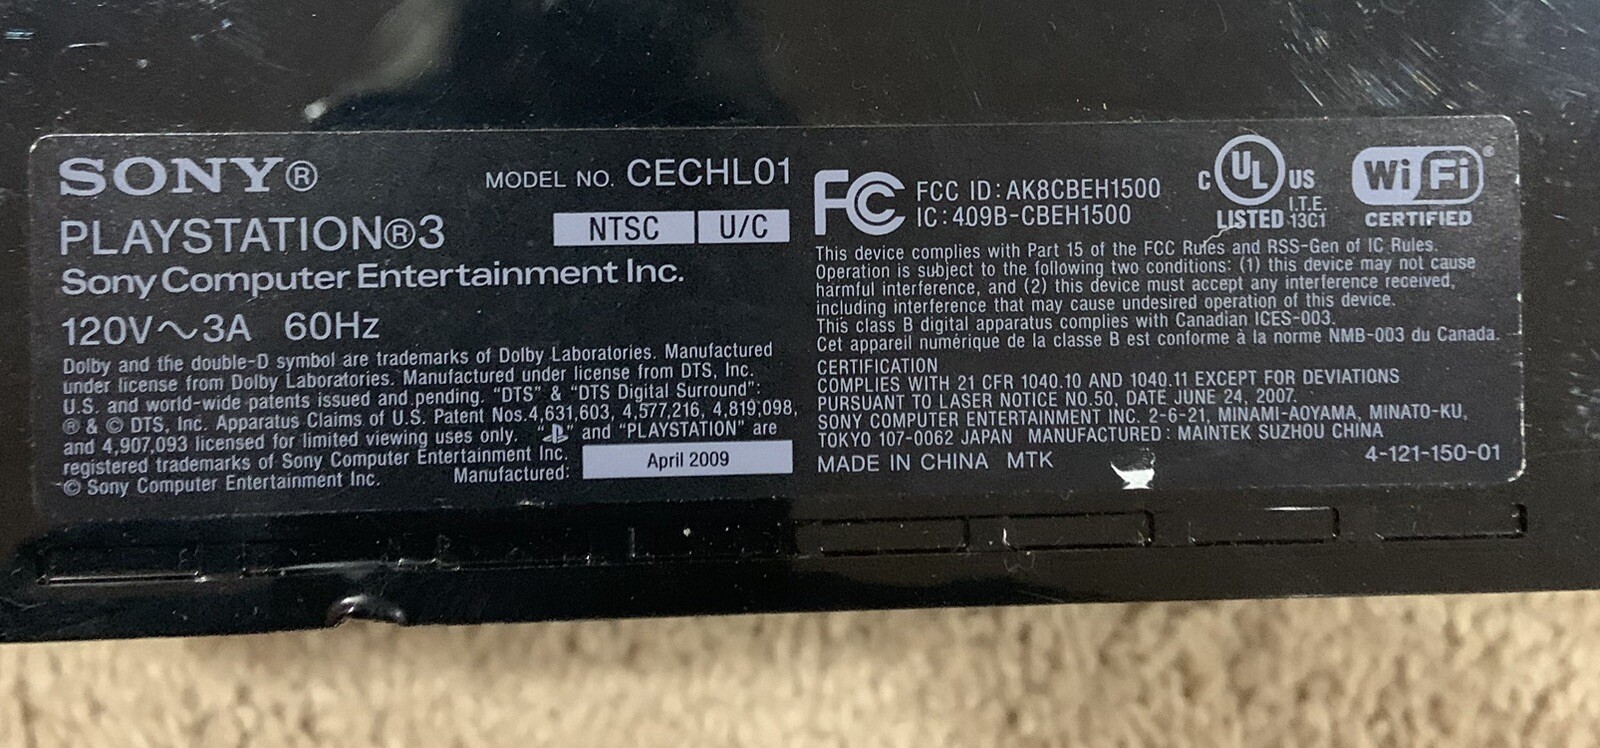 SONY®
MODEL NO. CECHL01
PLAYSTATION®3
NTSC U/C
Sony Computer Entertainment Inc.
120V～3A 60Hz
Dolby and the double-D symbol are trademarks of Dolby Laboratories. Manufactured
under license from Dolby Laboratories. Manufactured under license from DTS, Inc.
U.S. and world-wide patents issued and pending. "DTS" & "DTS Digital Surround":
® & © DTS, Inc. Apparatus Claims of U.S. Patent Nos.4,631,603, 4,577,216, 4,819,098,
and 4,907,093 licensed for limited viewing uses only. "PS" and "PLAYSTATION" are
registered trademarks of Sony Computer Entertainment Inc.
© Sony Computer Entertainment Inc.
Manufactured: April 2009
FC FCC ID:AK8CBEH1500
IC:409B-CBEH1500
C UL US
LISTED I.T.E.
13C1
Wi Fi®
CERTIFIED
This device complies with Part 15 of the FCC Rules and RSS-Gen of IC Rules.
Operation is subject to the following two conditions: (1) this device may not cause
harmful interference, and (2) this device must accept any interference received,
including interference that may cause undesired operation of this device.
This class B digital apparatus complies with Canadian ICES-003.
Cet appareil numérique de la classe B est conforme à la norme NMB-003 du Canada.
CERTIFICATION
COMPLIES WITH 21 CFR 1040.10 AND 1040.11 EXCEPT FOR DEVIATIONS
PURSUANT TO LASER NOTICE NO.50, DATE JUNE 24, 2007.
SONY COMPUTER ENTERTAINMENT INC. 2-6-21, MINAMI-AOYAMA, MINATO-KU,
TOKYO 107-0062 JAPAN MANUFACTURED: MAINTEK SUZHOU CHINA
MADE IN CHINA MTK
4-121-150-01